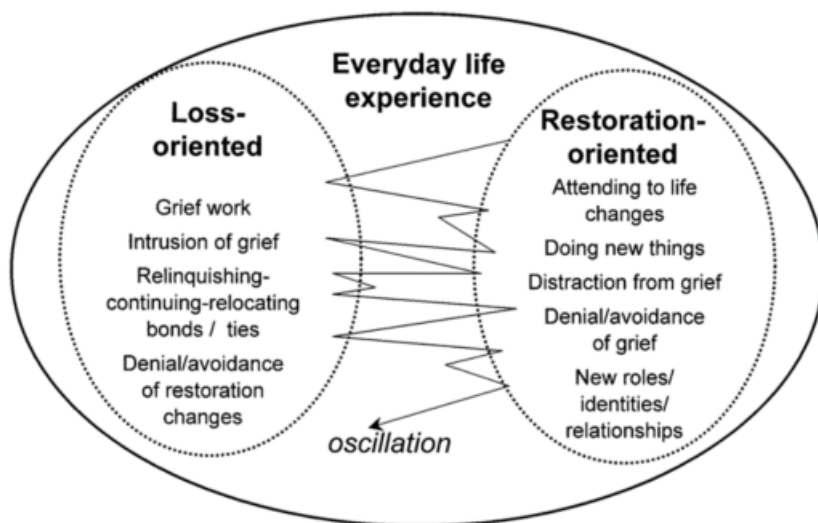 Everyday life
experience
Loss-
oriented
Grief work
Intrusion of grief
Relinquishing-
continuing-relocating
bonds / ties
Denial/avoidance
of restoration
changes
Restoration-
oriented
Attending to life
changes
Doing new things
Distraction from grief
Denial/avoidance
of grief
New roles/
identities/
relationships
oscillation